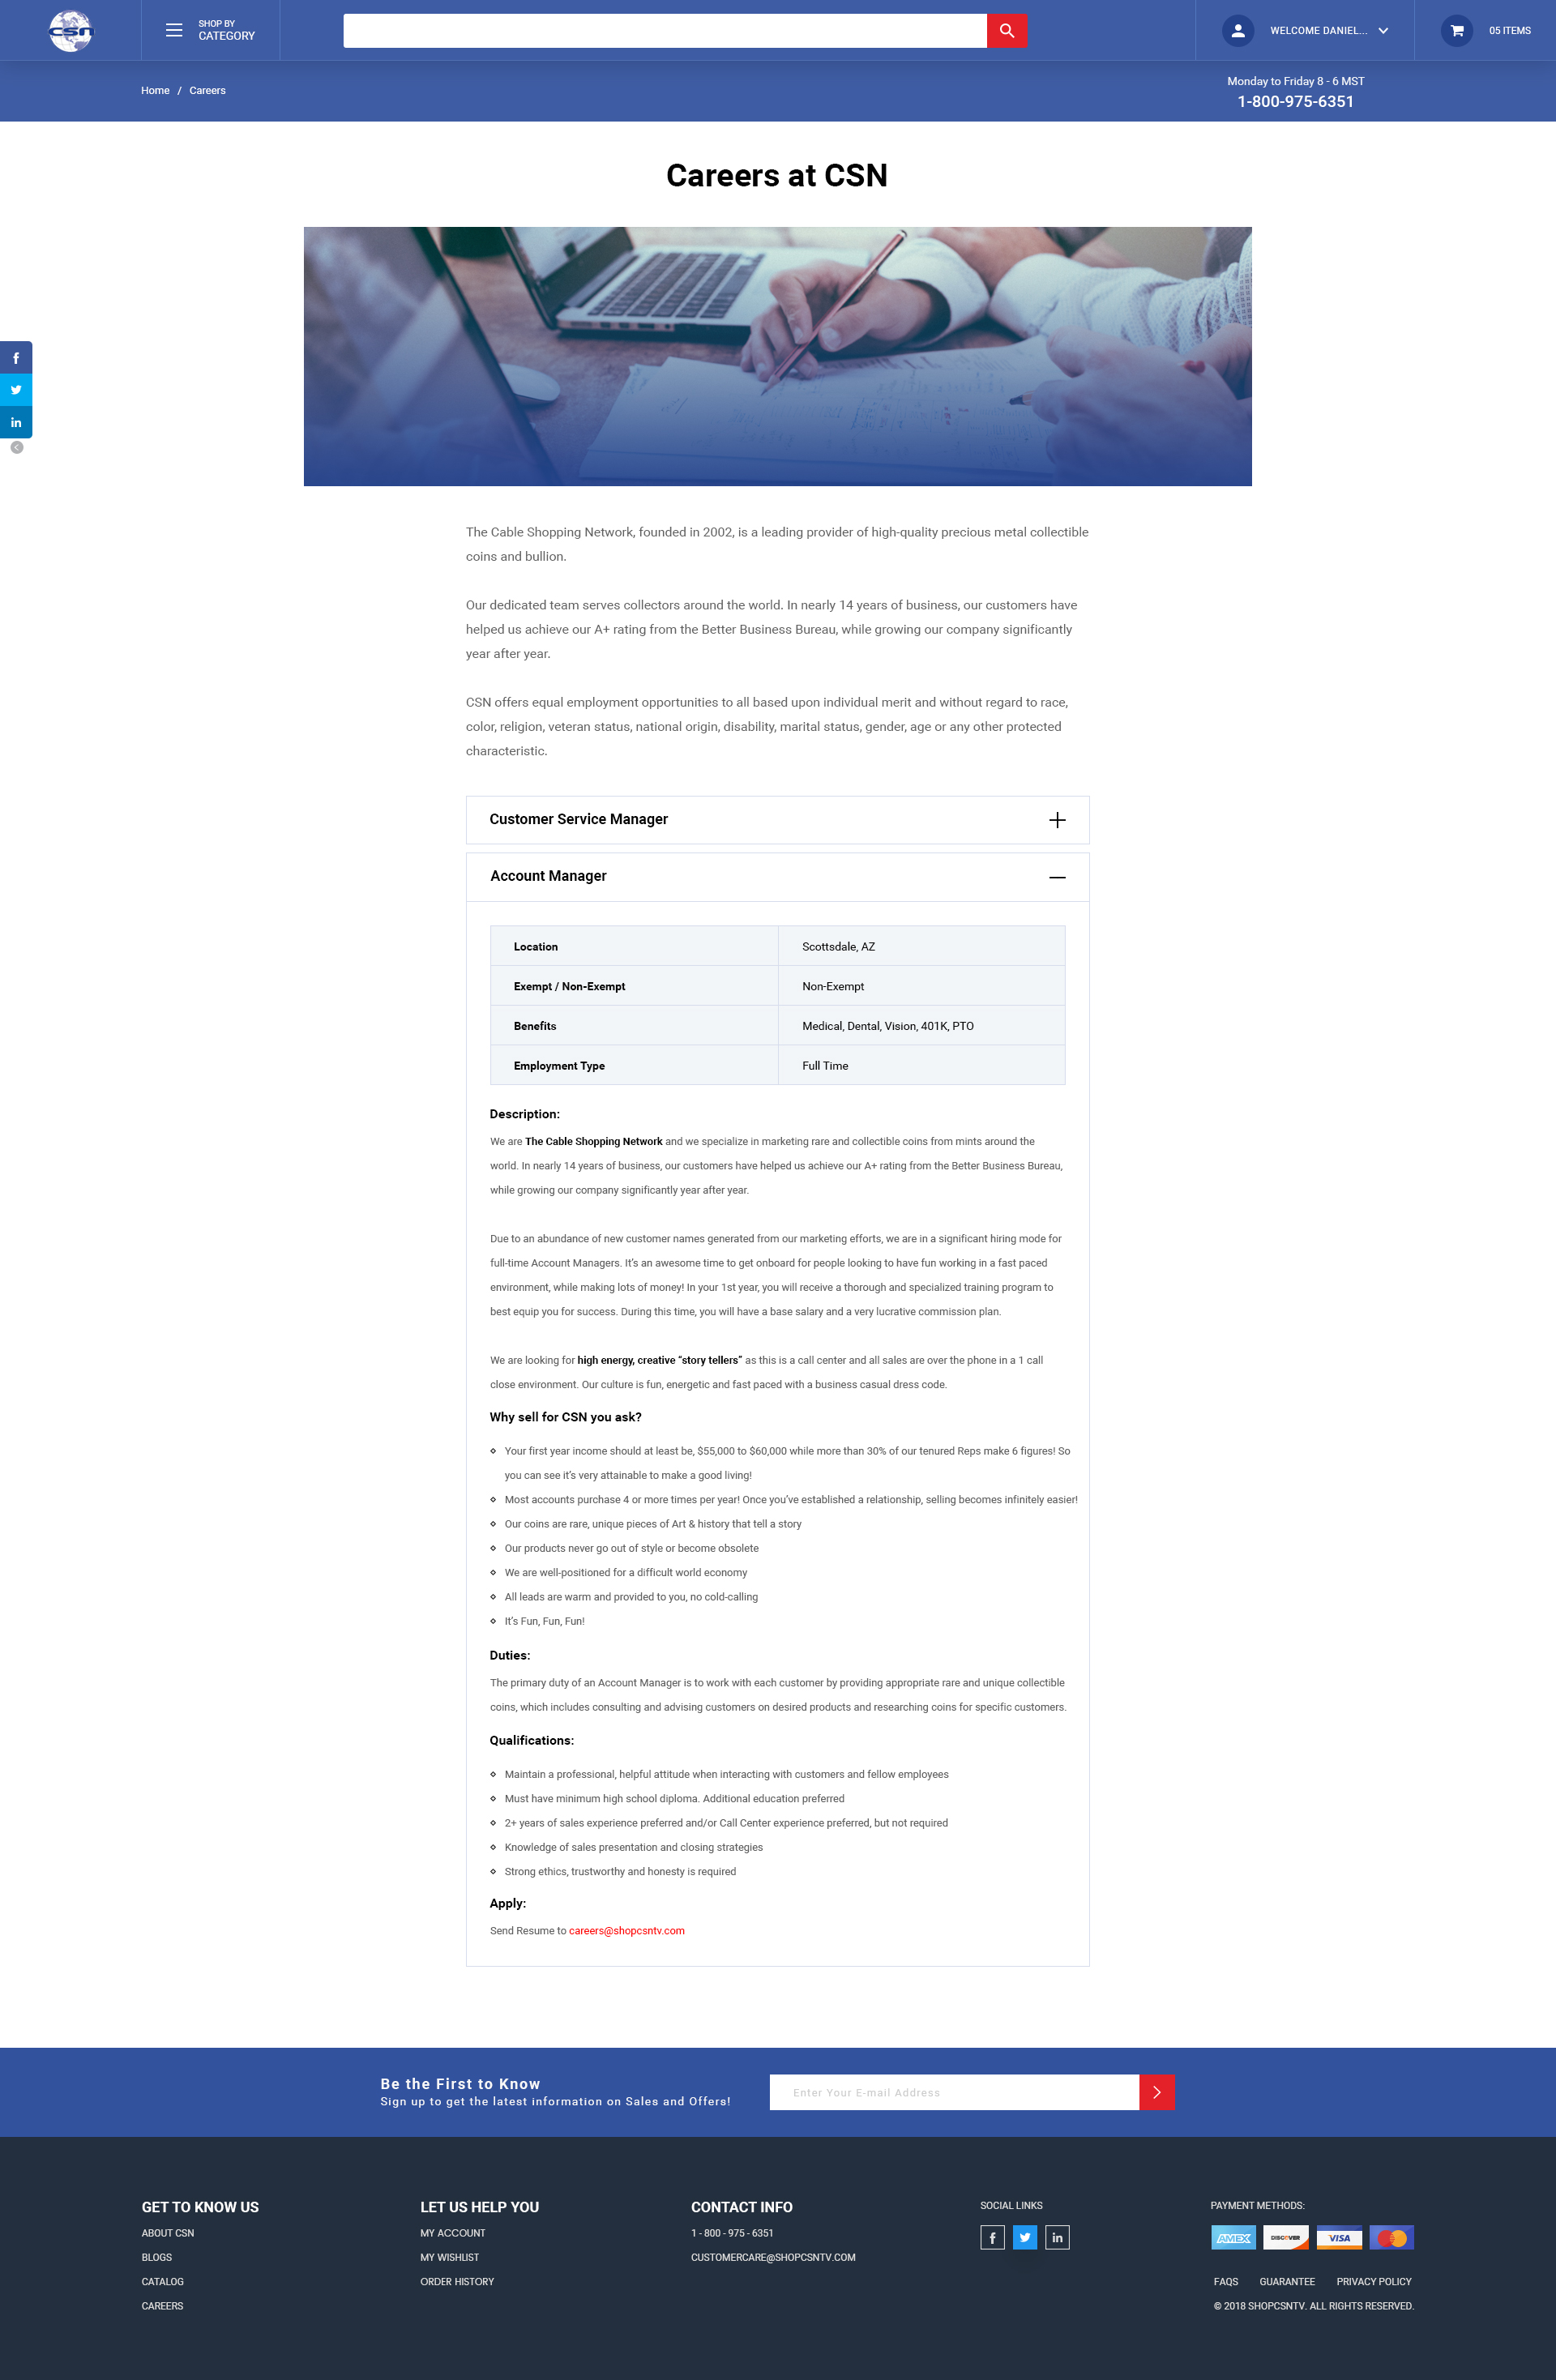 csn
SHOP BY
CATEGORY
WELCOME DANIEL...
05 ITEMS
Home / Careers
Monday to Friday 8 - 6 MST
1-800-975-6351
Careers at CSN
The Cable Shopping Network, founded in 2002, is a leading provider of high-quality precious metal collectible
coins and bullion.
Our dedicated team serves collectors around the world. In nearly 14 years of business, our customers have
helped us achieve our A+ rating from the Better Business Bureau, while growing our company significantly
year after year.
CSN offers equal employment opportunities to all based upon individual merit and without regard to race,
color, religion, veteran status, national origin, disability, marital status, gender, age or any other protected
characteristic.
Customer Service Manager
Account Manager
Location Scottsdale, AZ
Exempt / Non-Exempt Non-Exempt
Benefits Medical, Dental, Vision, 401K, PTO
Employment Type Full Time
Description:
We are The Cable Shopping Network and we specialize in marketing rare and collectible coins from mints around the
world. In nearly 14 years of business, our customers have helped us achieve our A+ rating from the Better Business Bureau,
while growing our company significantly year after year.
Due to an abundance of new customer names generated from our marketing efforts, we are in a significant hiring mode for
full-time Account Managers. It’s an awesome time to get onboard for people looking to have fun working in a fast paced
environment, while making lots of money! In your 1st year, you will receive a thorough and specialized training program to
best equip you for success. During this time, you will have a base salary and a very lucrative commission plan.
We are looking for high energy, creative “story tellers” as this is a call center and all sales are over the phone in a 1 call
close environment. Our culture is fun, energetic and fast paced with a business casual dress code.
Why sell for CSN you ask?
Your first year income should at least be, $55,000 to $60,000 while more than 30% of our tenured Reps make 6 figures! So
you can see it’s very attainable to make a good living!
Most accounts purchase 4 or more times per year! Once you’ve established a relationship, selling becomes infinitely easier!
Our coins are rare, unique pieces of Art & history that tell a story
Our products never go out of style or become obsolete
We are well-positioned for a difficult world economy
All leads are warm and provided to you, no cold-calling
It’s Fun, Fun, Fun!
Duties:
The primary duty of an Account Manager is to work with each customer by providing appropriate rare and unique collectible
coins, which includes consulting and advising customers on desired products and researching coins for specific customers.
Qualifications:
Maintain a professional, helpful attitude when interacting with customers and fellow employees
Must have minimum high school diploma. Additional education preferred
2+ years of sales experience preferred and/or Call Center experience preferred, but not required
Knowledge of sales presentation and closing strategies
Strong ethics, trustworthy and honesty is required
Apply:
Send Resume to careers@shopcsntv.com
Be the First to Know
Sign up to get the latest information on Sales and Offers!
Enter Your E-mail Address
GET TO KNOW US
ABOUT CSN
BLOGS
CATALOG
CAREERS
LET US HELP YOU
MY ACCOUNT
MY WISHLIST
ORDER HISTORY
CONTACT INFO
1 - 800 - 975 - 6351
CUSTOMERCARE@SHOPCSNTV.COM
SOCIAL LINKS
PAYMENT METHODS:
AMEX DISCOVER VISA
FAQS GUARANTEE PRIVACY POLICY
© 2018 SHOPCSNTV. ALL RIGHTS RESERVED.